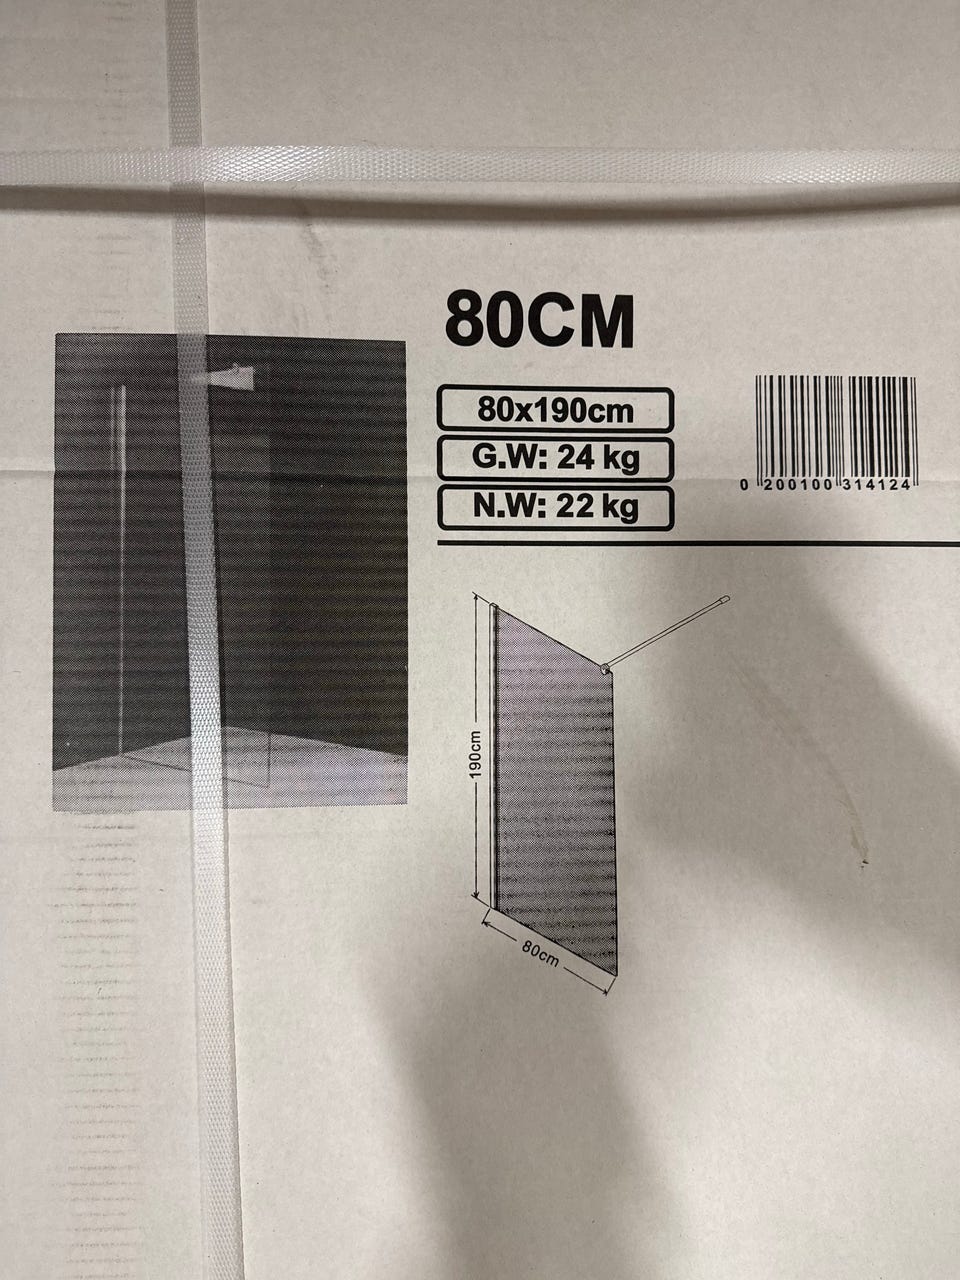 80CM
80x190cm
G.W: 24 kg
N.W: 22 kg
0 200100 314124
190cm
80cm